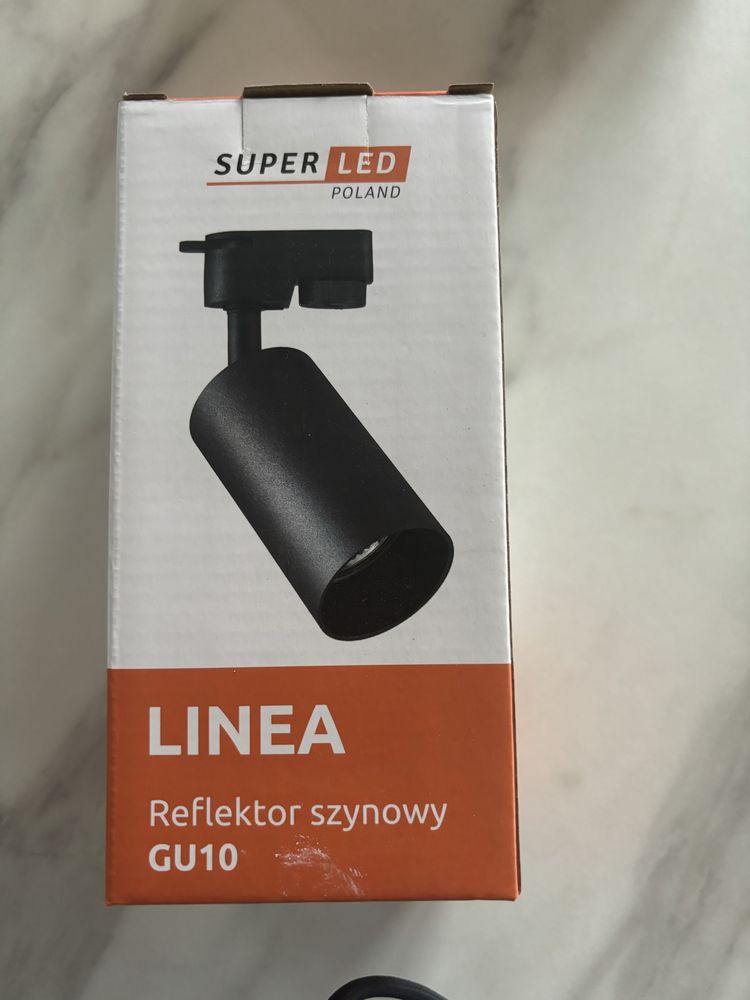 SUPER LED
POLAND
LINEA
Reflektor szynowy
GU10